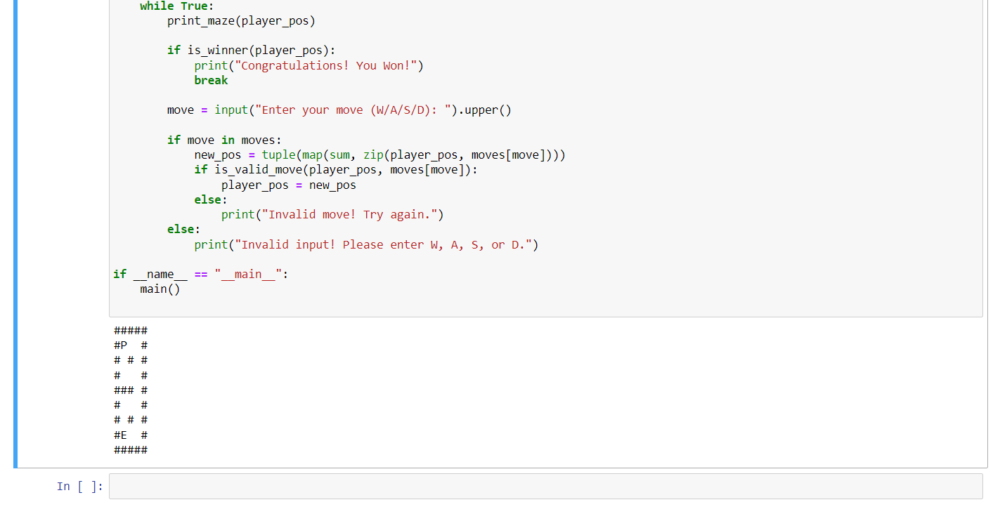 while True:
        print_maze(player_pos)

        if is_winner(player_pos):
            print("Congratulations! You Won!")
            break

        move = input("Enter your move (W/A/S/D): ").upper()

        if move in moves:
            new_pos = tuple(map(sum, zip(player_pos, moves[move])))
            if is_valid_move(player_pos, moves[move]):
                player_pos = new_pos
            else:
                print("Invalid move! Try again.")
        else:
            print("Invalid input! Please enter W, A, S, or D.")

if __name__ == "__main__":
    main()

#####
#P  #
# # #
#   #
### #
#   #
# # #
#E  #
#####
In [ ]: